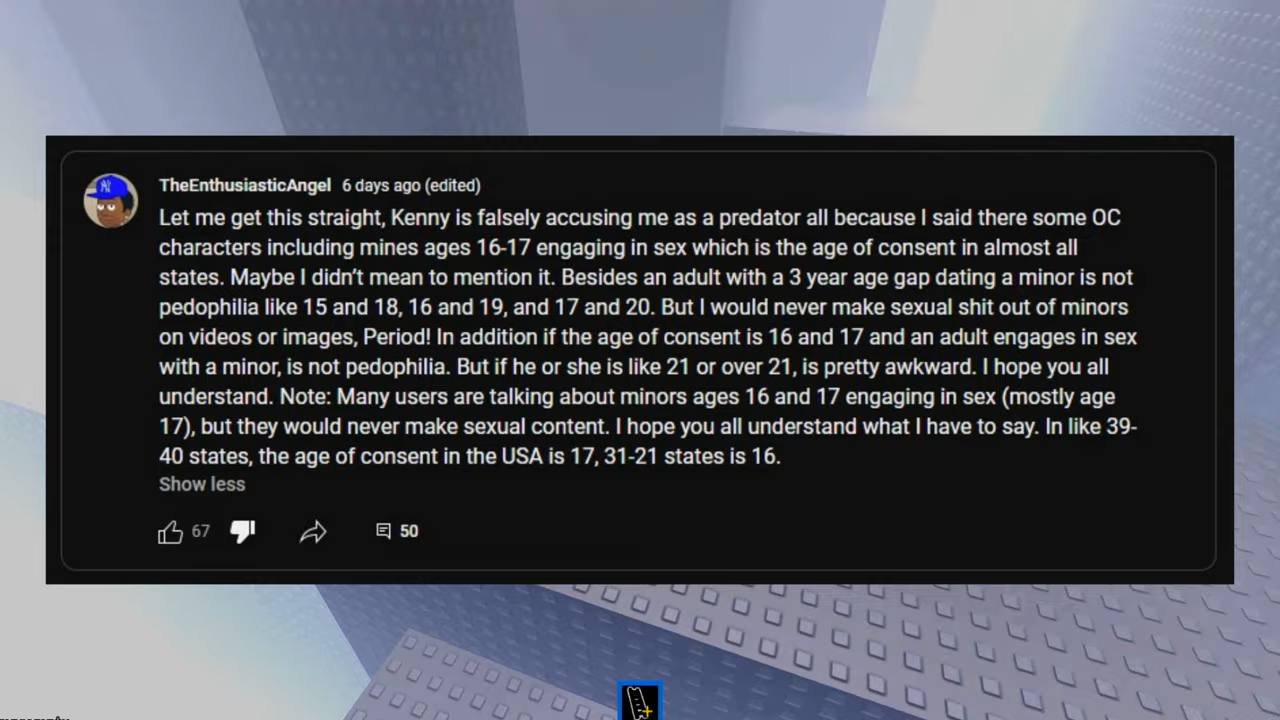 TheEnthusiasticAngel 6 days ago (edited)
Let me get this straight, Kenny is falsely accusing me as a predator all because I said there some OC
characters including mines ages 16-17 engaging in sex which is the age of consent in almost all
states. Maybe I didn’t mean to mention it. Besides an adult with a 3 year age gap dating a minor is not
pedophilia like 15 and 18, 16 and 19, and 17 and 20. But I would never make sexual shit out of minors
on videos or images, Period! In addition if the age of consent is 16 and 17 and an adult engages in sex
with a minor, is not pedophilia. But if he or she is like 21 or over 21, is pretty awkward. I hope you all
understand. Note: Many users are talking about minors ages 16 and 17 engaging in sex (mostly age
17), but they would never make sexual content. I hope you all understand what I have to say. In like 39-
40 states, the age of consent in the USA is 17, 31-21 states is 16.
Show less
67 50